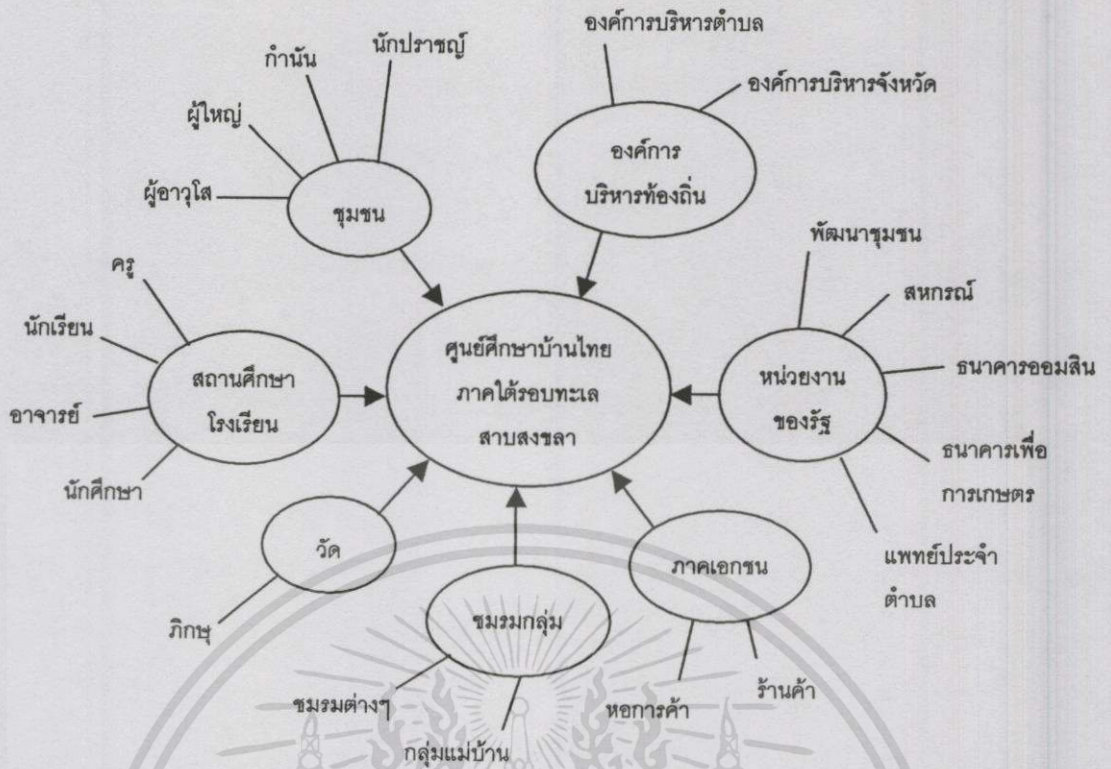 องค์การบริหารตำบล
นักปราชญ์
กำนัน
องค์การบริหารจังหวัด
ผู้ใหญ่
องค์การ
บริหารท้องถิ่น
ผู้อาวุโส
ชุมชน
พัฒนาชุมชน
ครู
สหกรณ์
นักเรียน
ศูนย์ศึกษาบ้านไทย
ภาคใต้รอบทะเล
สาบสงขลา
สถานศึกษา
โรงเรียน
หน่วยงาน
ของรัฐ
ธนาคารออมสิน
อาจารย์
ธนาคารเพื่อ
การเกษตร
นักศึกษา
วัด
ภาคเอกชน
แพทย์ประจำ
ตำบล
ชมรมกลุ่ม
ภิกษุ
ร้านค้า
ชมรมต่างๆ
หอการค้า
กลุ่มแม่บ้าน